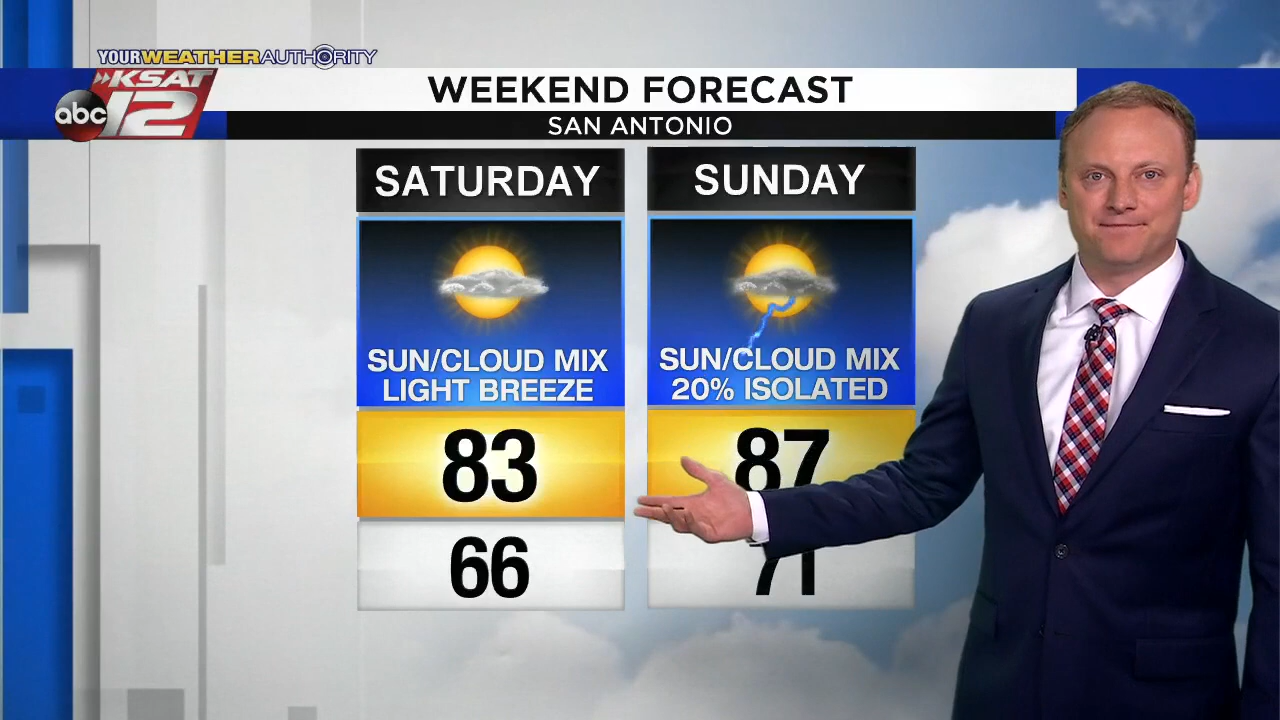 YOURWEATHERAUTHORITY
KSAT
abc 12
WEEKEND FORECAST
SAN ANTONIO
SATURDAY
SUN/CLOUD MIX
LIGHT BREEZE
83
66
SUNDAY
SUN/CLOUD MIX
20% ISOLATED
87
71